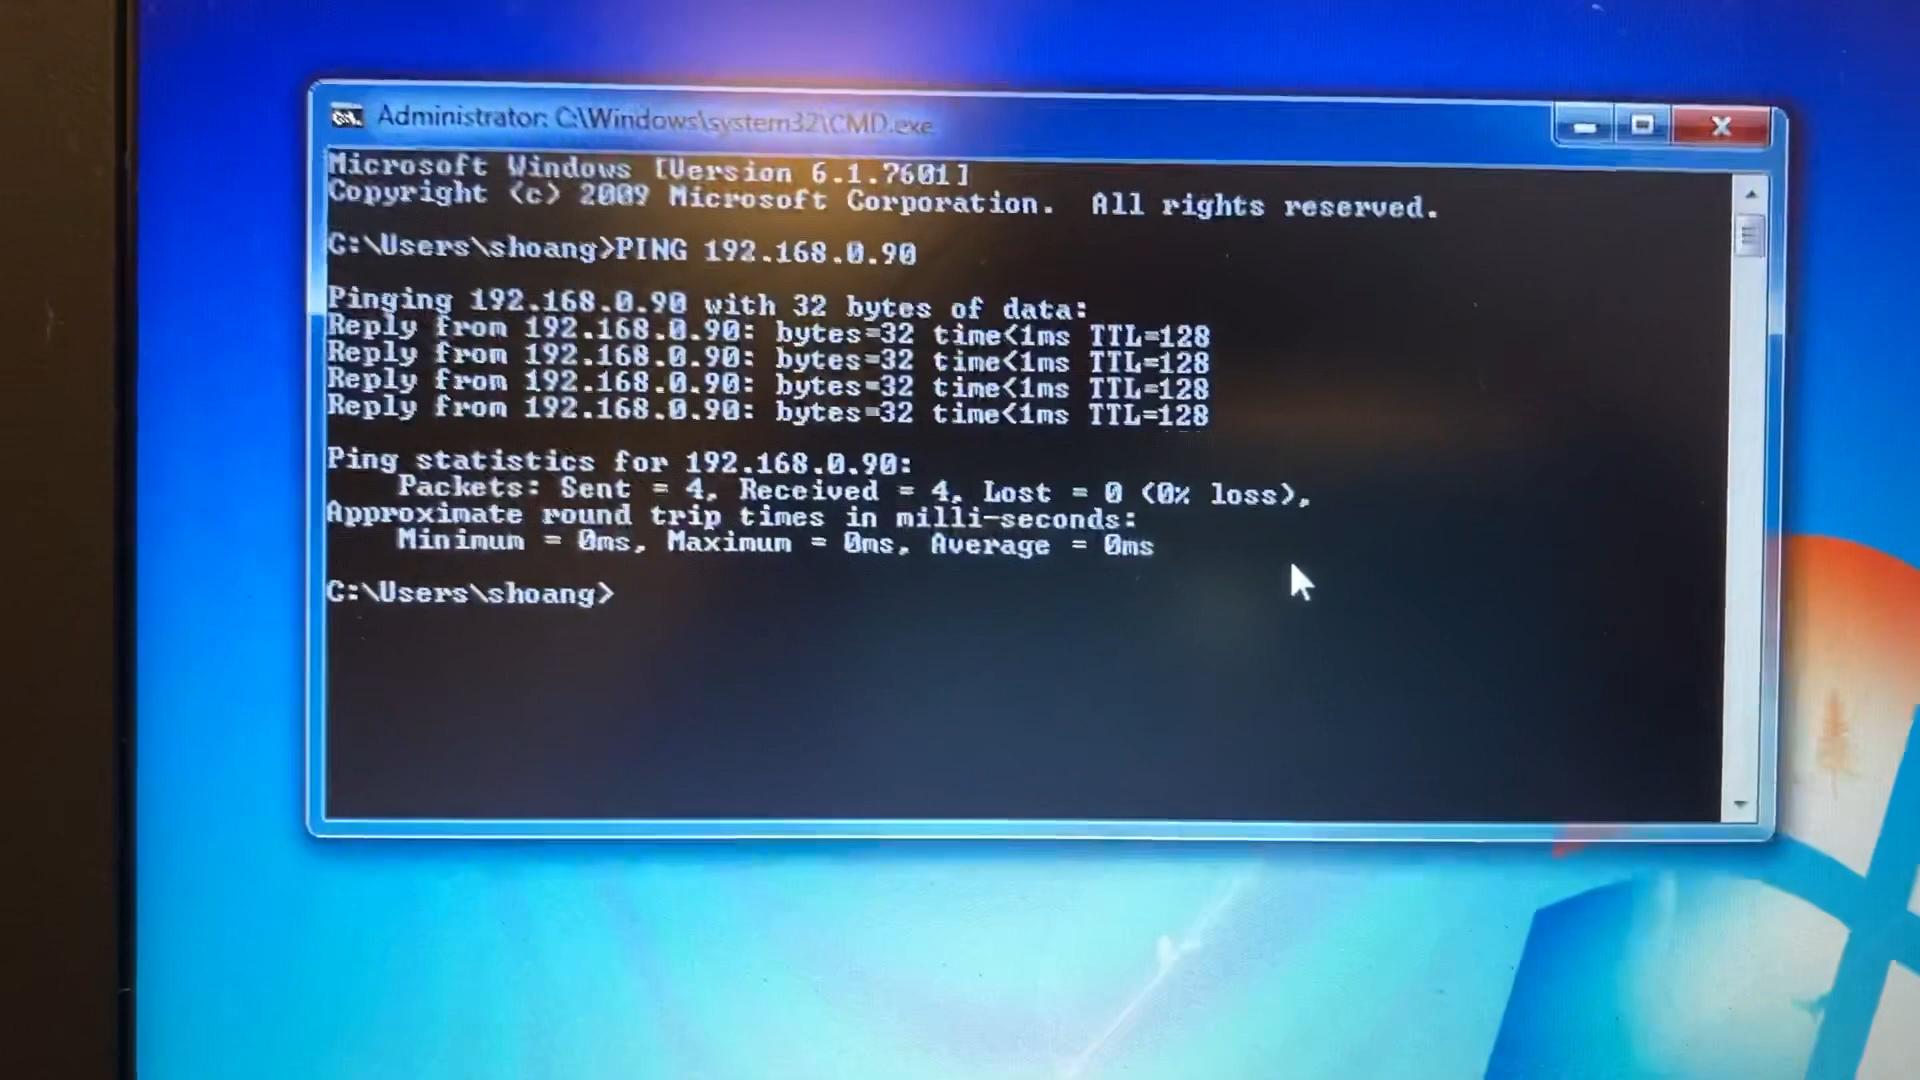 Administrator: C:\Windows\system32\CMD.exe
Microsoft Windows [Version 6.1.7601]
Copyright (c) 2009 Microsoft Corporation.  All rights reserved.
C:\Users\shoang>PING 192.168.0.90
Pinging 192.168.0.90 with 32 bytes of data:
Reply from 192.168.0.90: bytes=32 time<1ms TTL=128
Reply from 192.168.0.90: bytes=32 time<1ms TTL=128
Reply from 192.168.0.90: bytes=32 time<1ms TTL=128
Reply from 192.168.0.90: bytes=32 time<1ms TTL=128
Ping statistics for 192.168.0.90:
    Packets: Sent = 4, Received = 4, Lost = 0 (0% loss),
Approximate round trip times in milli-seconds:
    Minimum = 0ms, Maximum = 0ms, Average = 0ms
C:\Users\shoang>